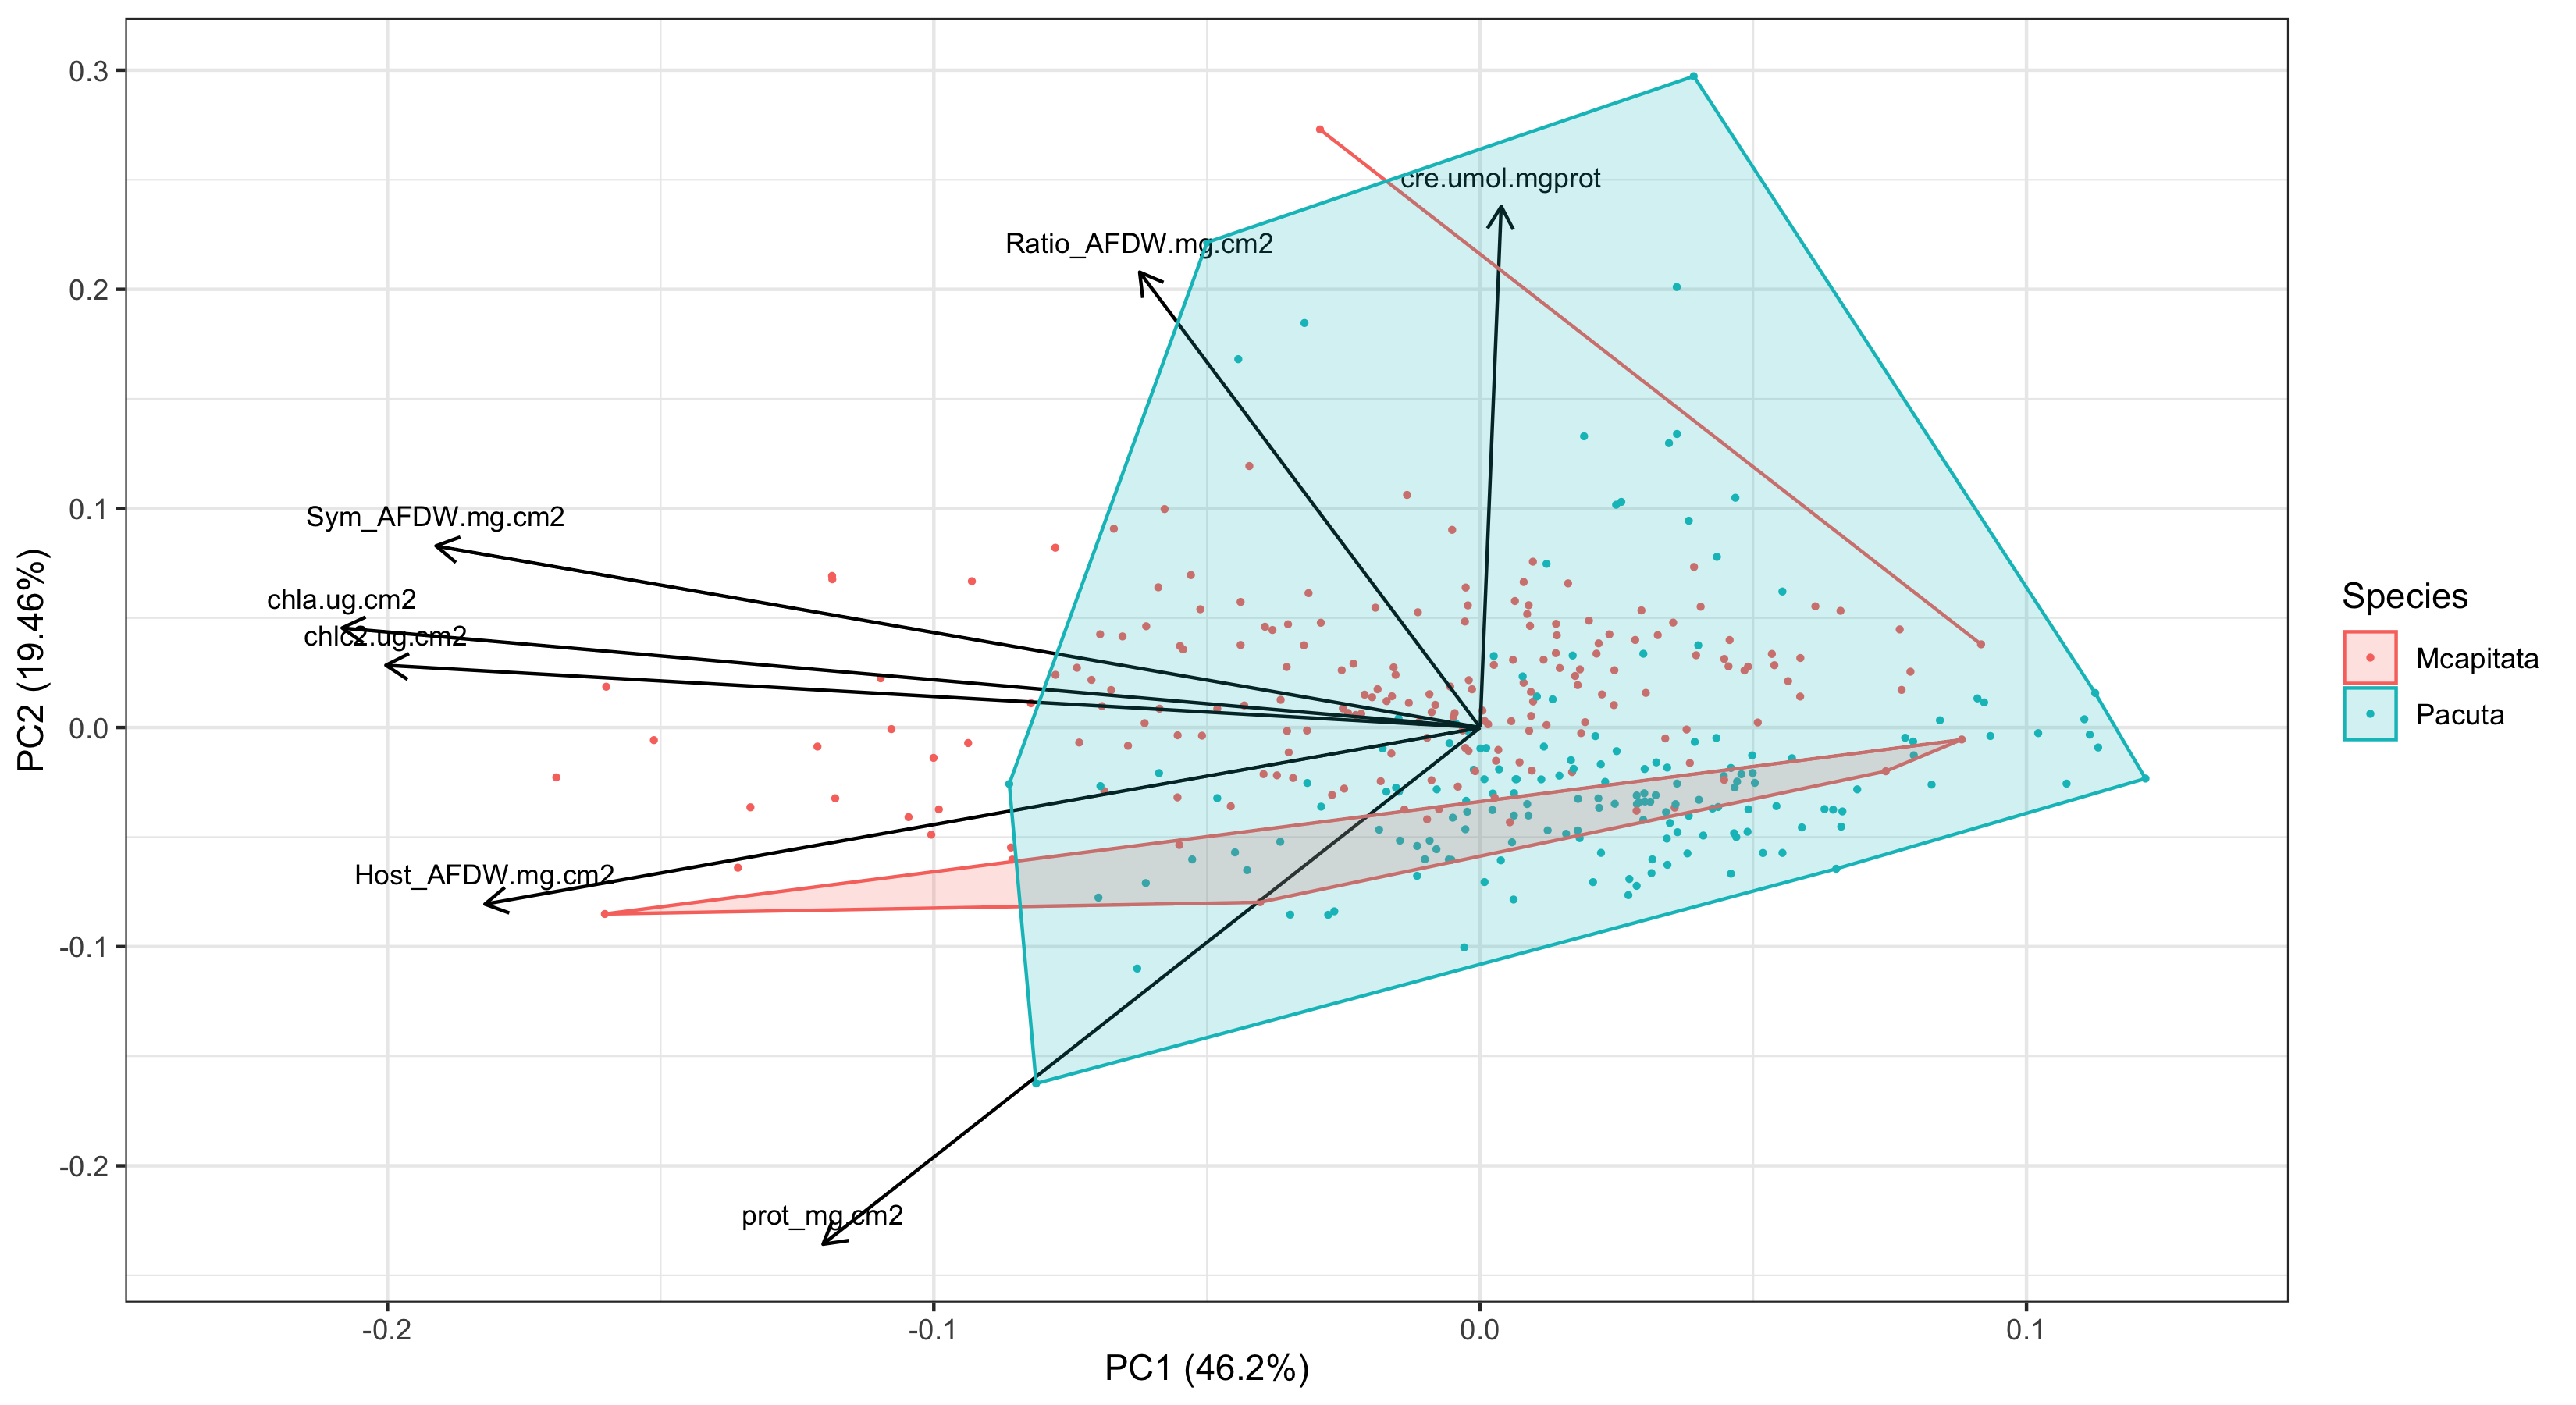 0.3
0.2
0.1
0.0
-0.1
-0.2
PC2 (19.46%)
cre.umol.mgprot
Ratio_AFDW.mg.cm2
Sym_AFDW.mg.cm2
chla.ug.cm2
chlc2.ug.cm2
Host_AFDW.mg.cm2
prot_mg.cm2
-0.2
-0.1
0.0
0.1
PC1 (46.2%)
Species
Mcapitata
Pacuta